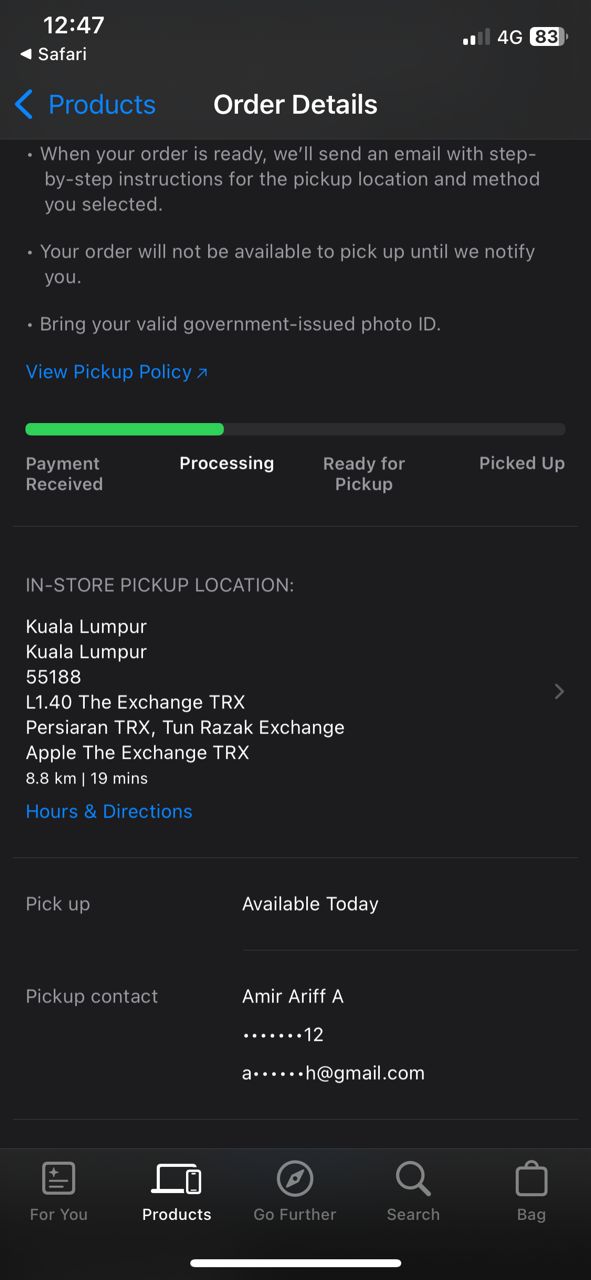 12:47
4G 83
◀ Safari
Products
Order Details
• When your order is ready, we'll send an email with step-
by-step instructions for the pickup location and method
you selected.
• Your order will not be available to pick up until we notify
you.
• Bring your valid government-issued photo ID.
View Pickup Policy ↗
Payment
Received
Processing
Ready for
Pickup
Picked Up
IN-STORE PICKUP LOCATION:
Kuala Lumpur
Kuala Lumpur
55188
L1.40 The Exchange TRX
Persiaran TRX, Tun Razak Exchange
Apple The Exchange TRX
8.8 km | 19 mins
Hours & Directions
Pick up
Available Today
Pickup contact
Amir Ariff A
•••••••12
a••••••h@gmail.com
For You
Products
Go Further
Search
Bag